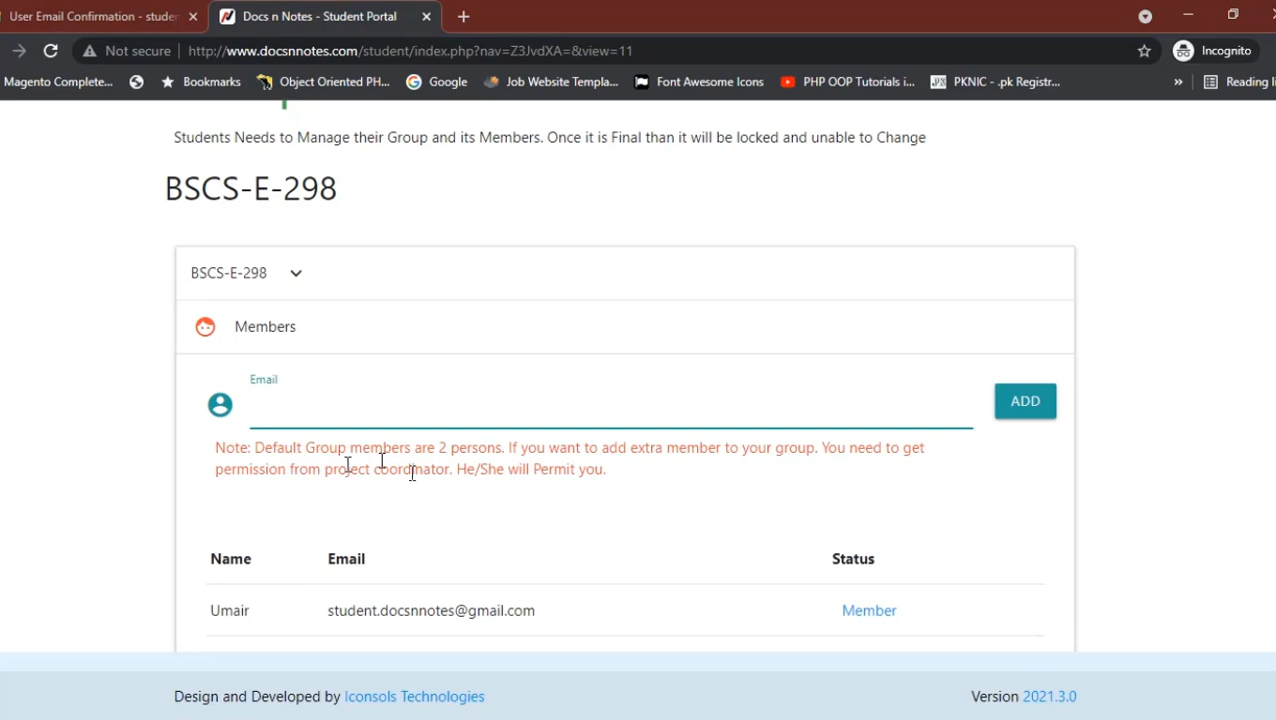 User Email Confirmation - studen
Docs n Notes - Student Portal
Not secure
http://www.docsnnotes.com/student/index.php?nav=Z3JvdXA=&view=11
Incognito
Magento Complete...
Bookmarks
Object Oriented PH...
Google
Job Website Templa...
Font Awesome Icons
PHP OOP Tutorials i...
PKNIC - .pk Registr...
»
Reading li
Students Needs to Manage their Group and its Members. Once it is Final than it will be locked and unable to Change
BSCS-E-298
BSCS-E-298
Members
Email
ADD
Note: Default Group members are 2 persons. If you want to add extra member to your group. You need to get
permission from project coordinator. He/She will Permit you.
Name Email Status
Umair student.docsnnotes@gmail.com Member
Design and Developed by Iconsols Technologies
Version 2021.3.0